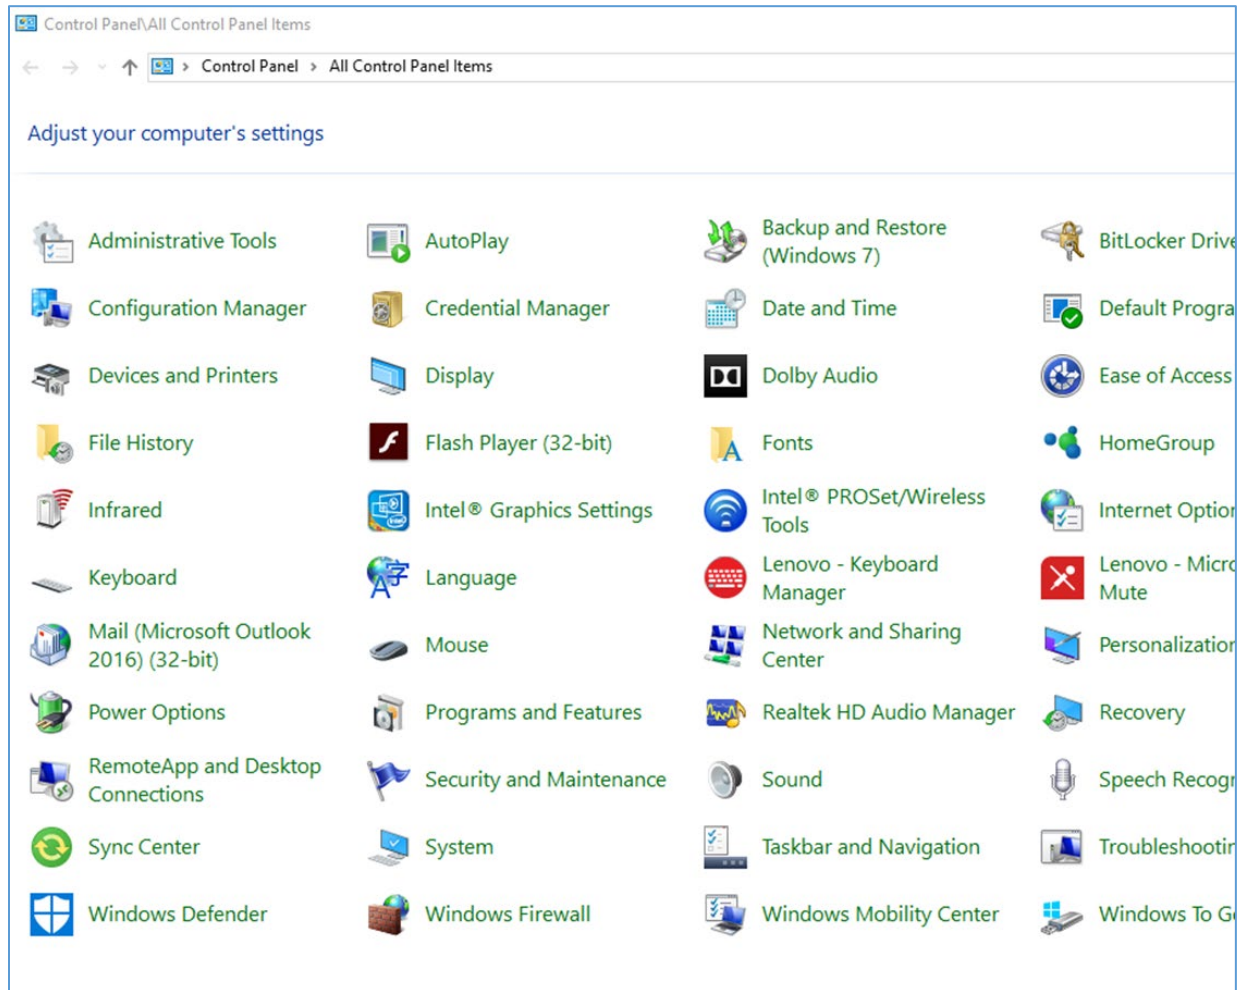 Control Panel\All Control Panel Items
Control Panel > All Control Panel Items
Adjust your computer's settings
Administrative Tools
AutoPlay
Backup and Restore
(Windows 7)
BitLocker Drive
Configuration Manager
Credential Manager
Date and Time
Default Progra
Devices and Printers
Display
Dolby Audio
Ease of Access
File History
Flash Player (32-bit)
Fonts
HomeGroup
Infrared
Intel® Graphics Settings
Intel® PROSet/Wireless
Tools
Internet Option
Keyboard
Language
Lenovo - Keyboard
Manager
Lenovo - Micro
Mute
Mail (Microsoft Outlook
2016) (32-bit)
Mouse
Network and Sharing
Center
Personalization
Power Options
Programs and Features
Realtek HD Audio Manager
Recovery
RemoteApp and Desktop
Connections
Security and Maintenance
Sound
Speech Recogn
Sync Center
System
Taskbar and Navigation
Troubleshootin
Windows Defender
Windows Firewall
Windows Mobility Center
Windows To Go